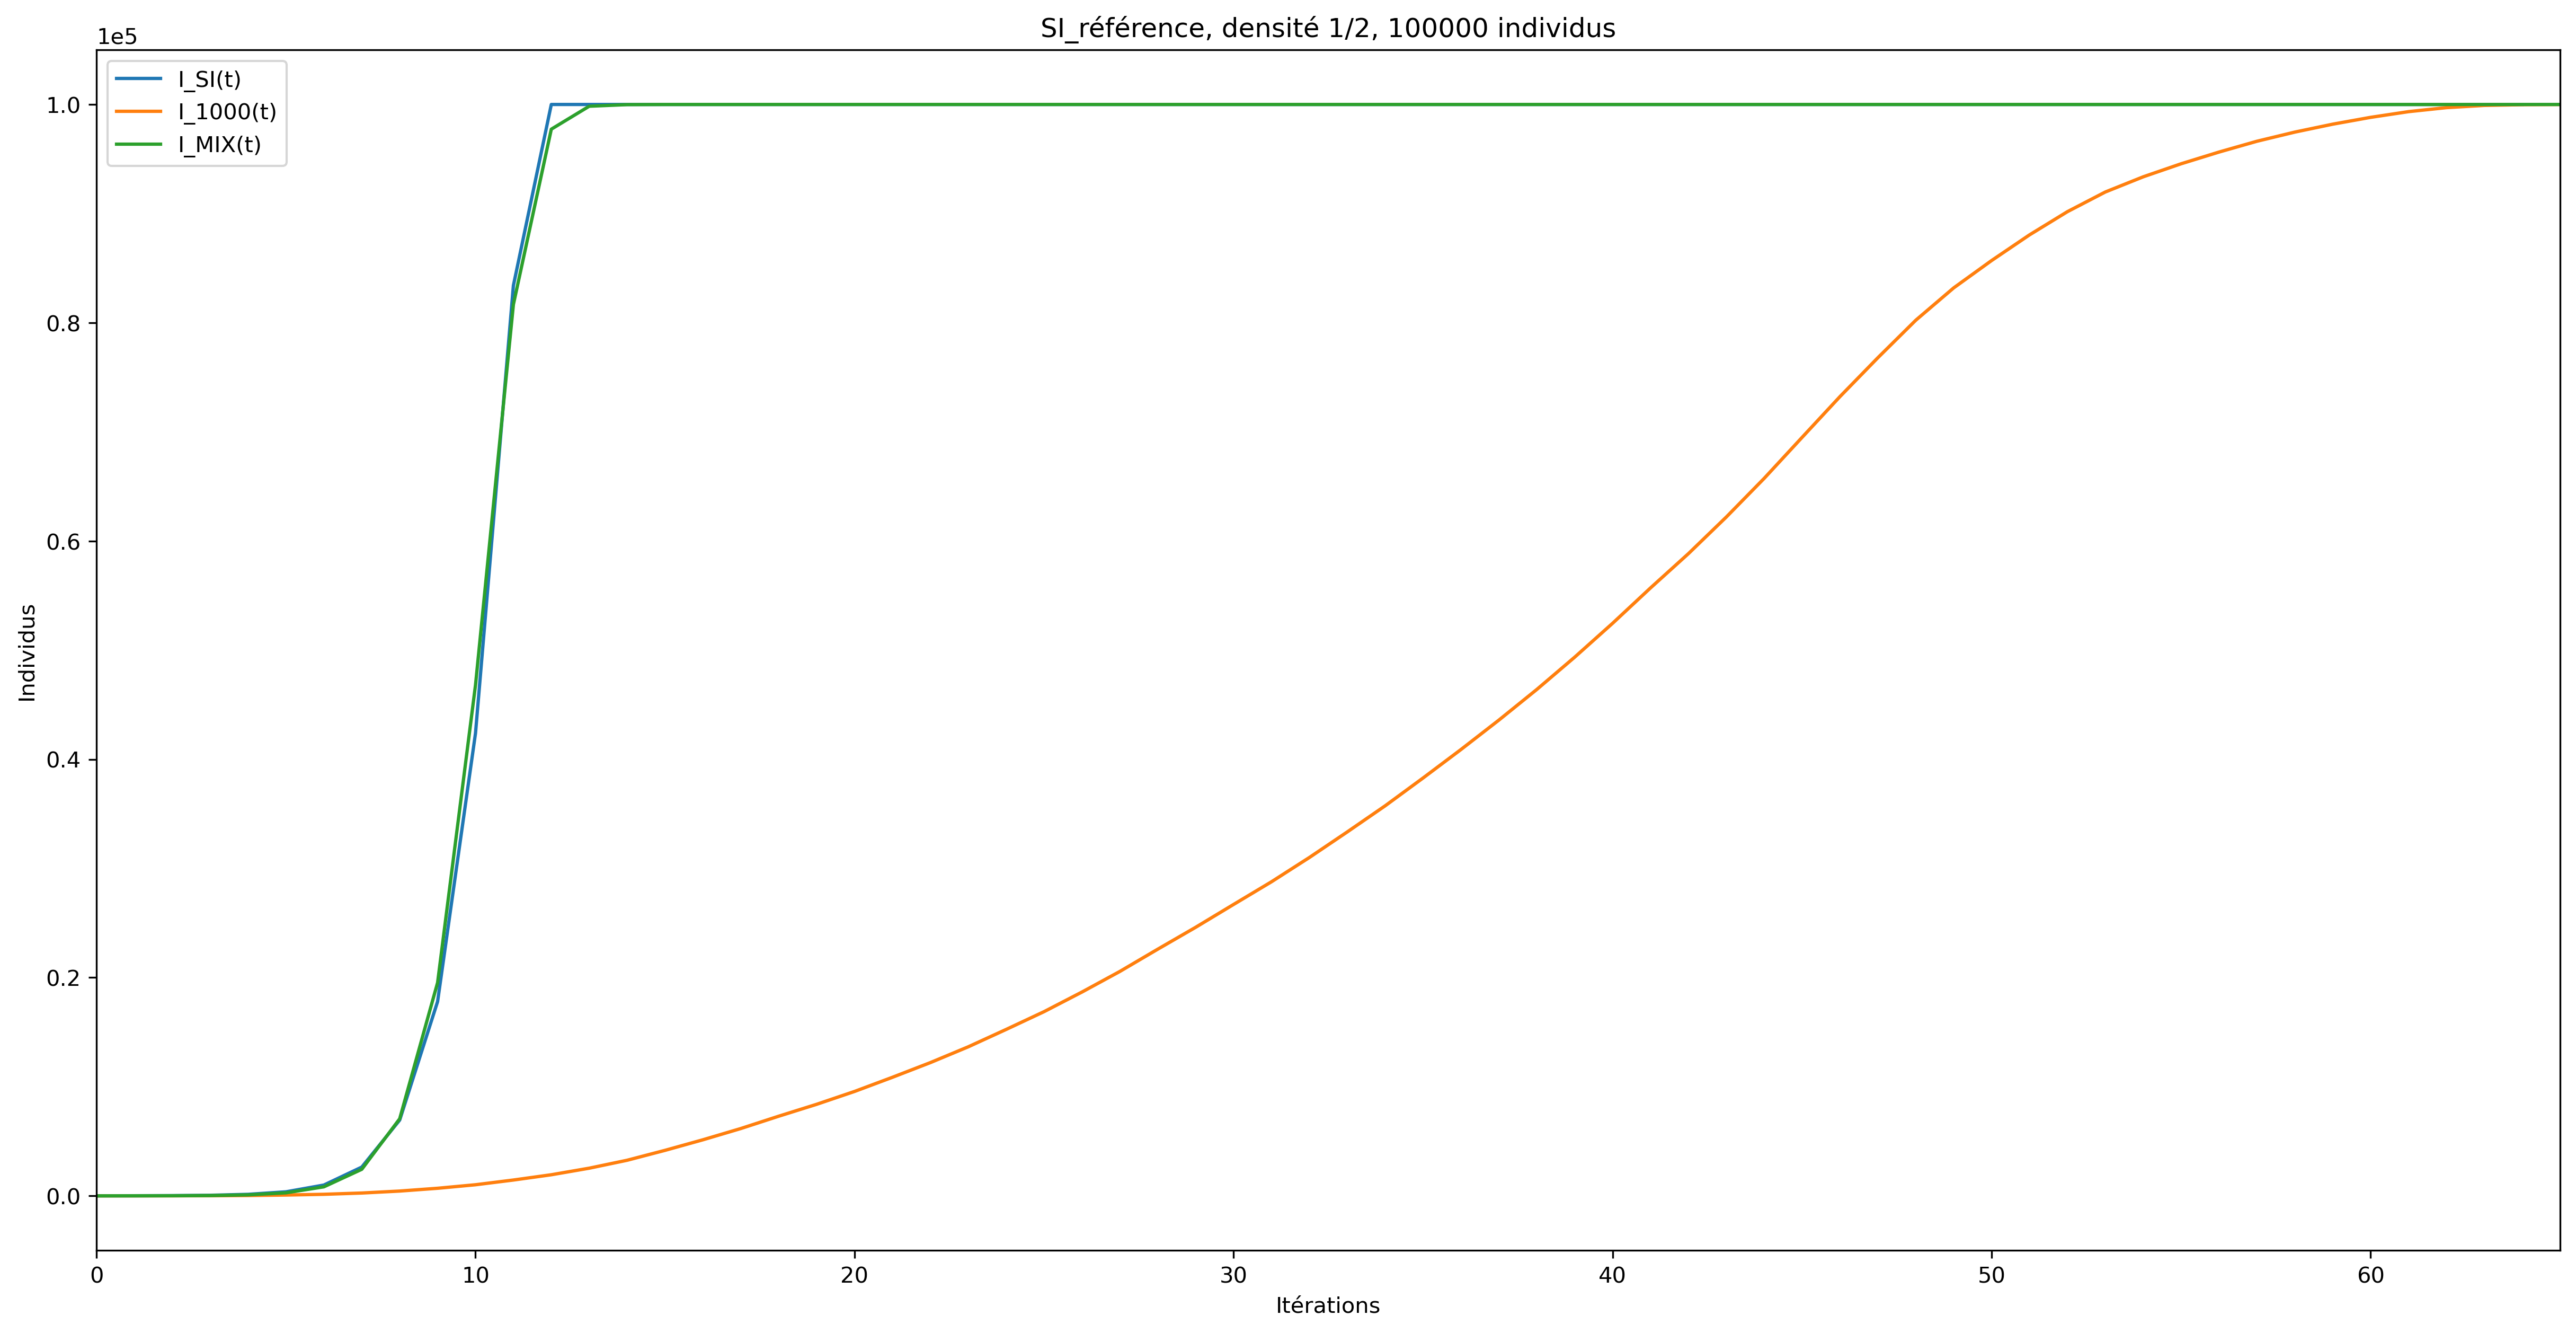 SI_référence, densité 1/2, 100000 individus
1e5
I_SI(t)
I_1000(t)
I_MIX(t)
1.0
0.8
0.6
0.4
0.2
0.0
Individus
0 10 20 30 40 50 60
Itérations